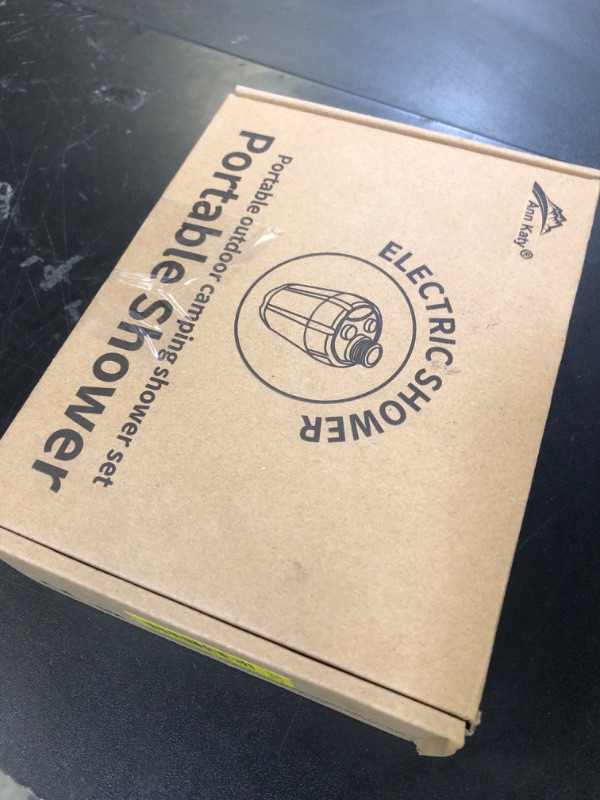 Ann Katy®
ELECTRIC SHOWER
Portable outdoor camping shower set
Portable Shower